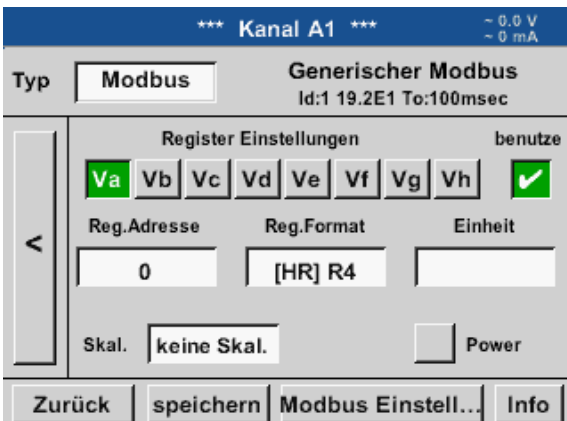 *** Kanal A1 ***
~ 0.0 V
~ 0 mA
Typ Modbus Generischer Modbus
Id:1 19.2E1 To:100msec
Register Einstellungen benutze
Va Vb Vc Vd Ve Vf Vg Vh
<
Reg.Adresse Reg.Format Einheit
0 [HR] R4
Skal. keine Skal. Power
Zurück speichern Modbus Einstell... Info